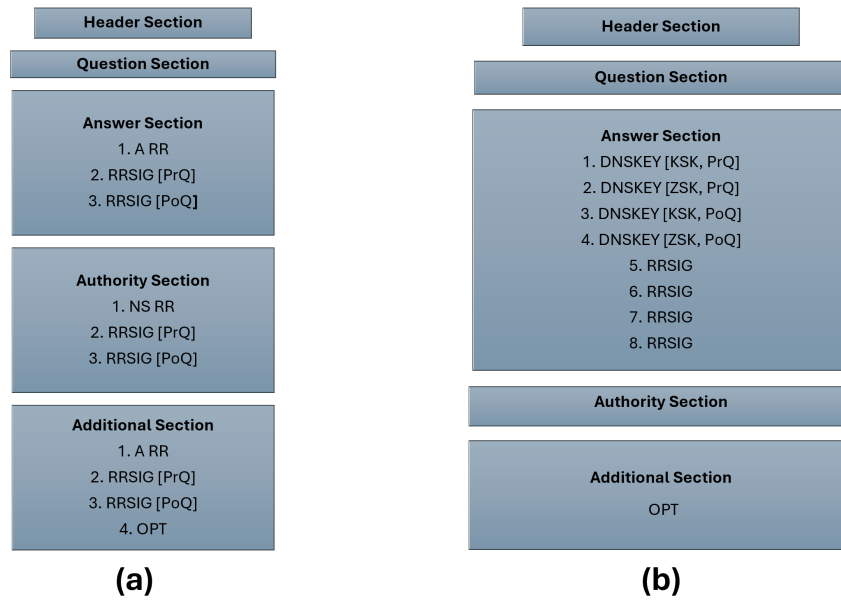 Header Section
Question Section
Answer Section
1. A RR
2. RRSIG [PrQ]
3. RRSIG [PoQ]
Authority Section
1. NS RR
2. RRSIG [PrQ]
3. RRSIG [PoQ]
Additional Section
1. A RR
2. RRSIG [PrQ]
3. RRSIG [PoQ]
4. OPT
(a)
Header Section
Question Section
Answer Section
1. DNSKEY [KSK, PrQ]
2. DNSKEY [ZSK, PrQ]
3. DNSKEY [KSK, PoQ]
4. DNSKEY [ZSK, PoQ]
5. RRSIG
6. RRSIG
7. RRSIG
8. RRSIG
Authority Section
Additional Section
OPT
(b)